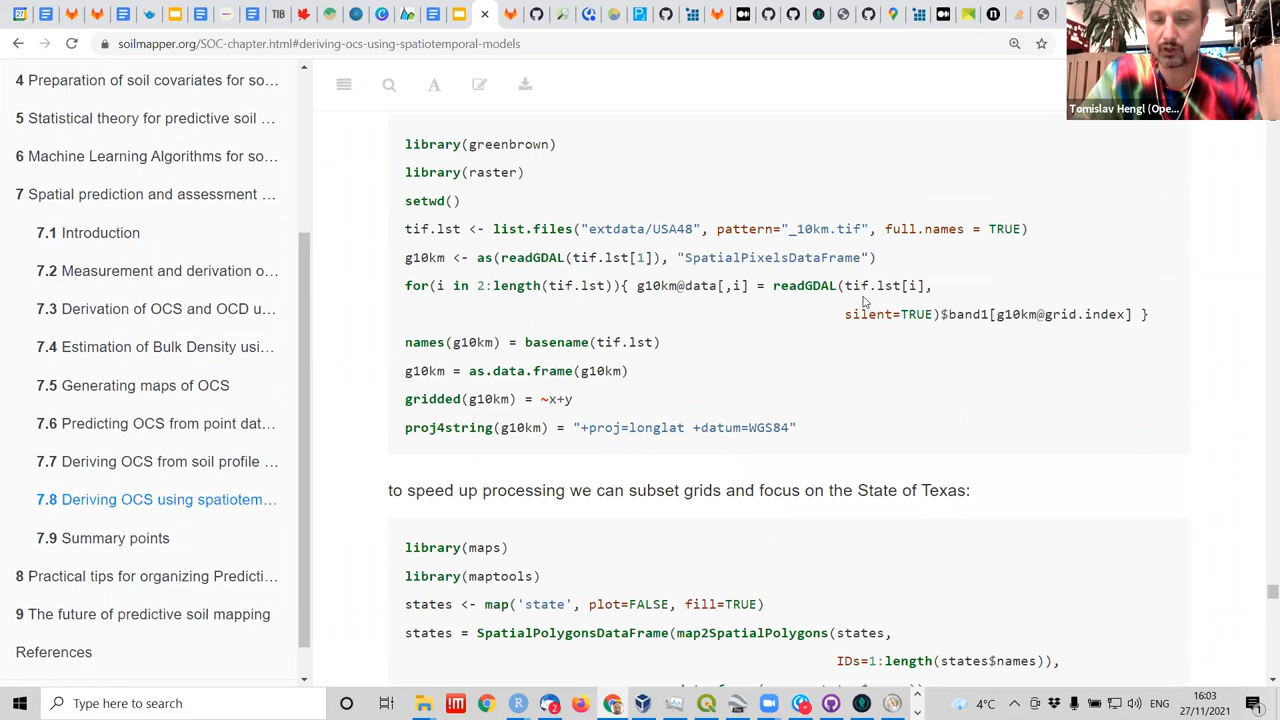 soilmapper.org/SOC-chapter.html#deriving-ocs-using-spatiotemporal-models
Tomislav Hengl (Ope...
4 Preparation of soil covariates for so...
5 Statistical theory for predictive soil ...
6 Machine Learning Algorithms for so...
7 Spatial prediction and assessment ...
7.1 Introduction
7.2 Measurement and derivation o...
7.3 Derivation of OCS and OCD u...
7.4 Estimation of Bulk Density usi...
7.5 Generating maps of OCS
7.6 Predicting OCS from point dat...
7.7 Deriving OCS from soil profile ...
7.8 Deriving OCS using spatiotem...
7.9 Summary points
8 Practical tips for organizing Predicti...
9 The future of predictive soil mapping
References
library(greenbrown)
library(raster)
setwd()
tif.lst <- list.files("extdata/USA48", pattern="_10km.tif", full.names = TRUE)
g10km <- as(readGDAL(tif.lst[1]), "SpatialPixelsDataFrame")
for(i in 2:length(tif.lst)){ g10km@data[,i] = readGDAL(tif.lst[i],
silent=TRUE)$band1[g10km@grid.index] }
names(g10km) = basename(tif.lst)
g10km = as.data.frame(g10km)
gridded(g10km) = ~x+y
proj4string(g10km) = "+proj=longlat +datum=WGS84"
to speed up processing we can subset grids and focus on the State of Texas:
library(maps)
library(maptools)
states <- map('state', plot=FALSE, fill=TRUE)
states = SpatialPolygonsDataFrame(map2SpatialPolygons(states,
IDs=1:length(states$names)),
Type here to search
4°C
ENG
16:03
27/11/2021